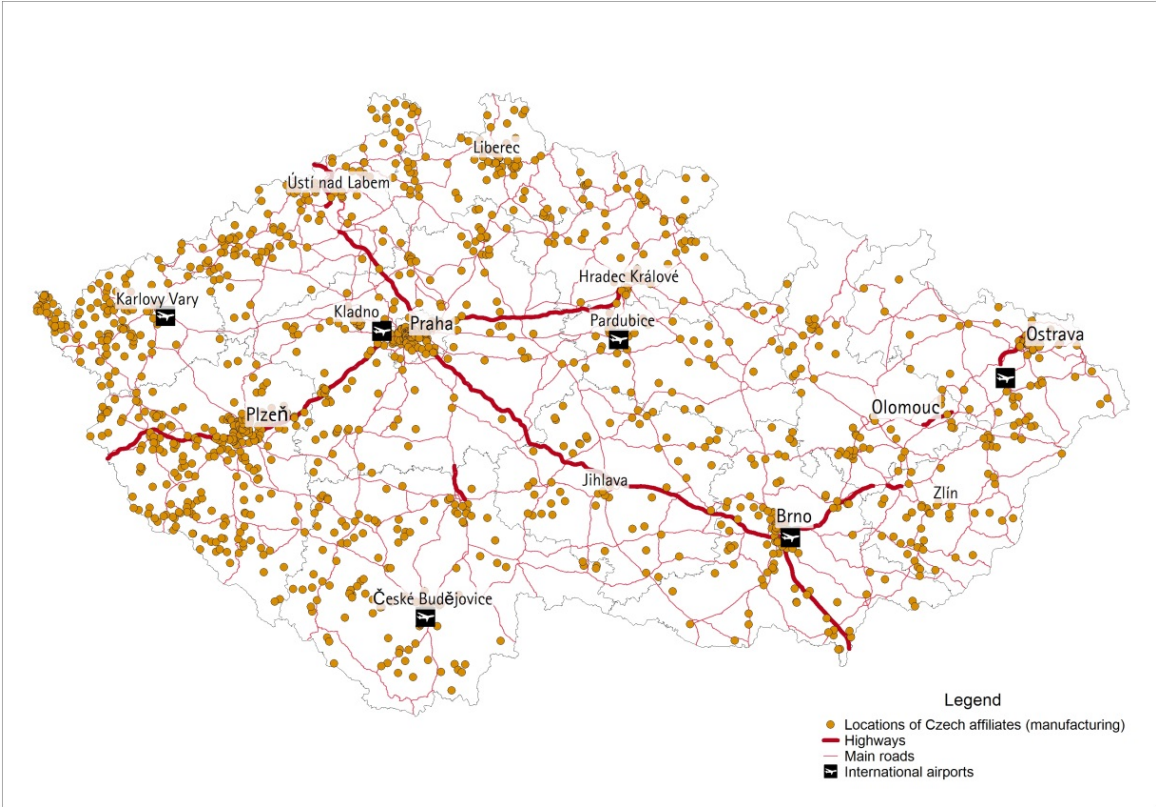 Liberec
Ústí nad Labem
Hradec Králové
Karlovy Vary
Kladno
Praha
Pardubice
Ostrava
Plzeň
Olomouc
Jihlava
Zlín
Brno
České Budějovice
Legend
Locations of Czech affiliates (manufacturing)
Highways
Main roads
International airports